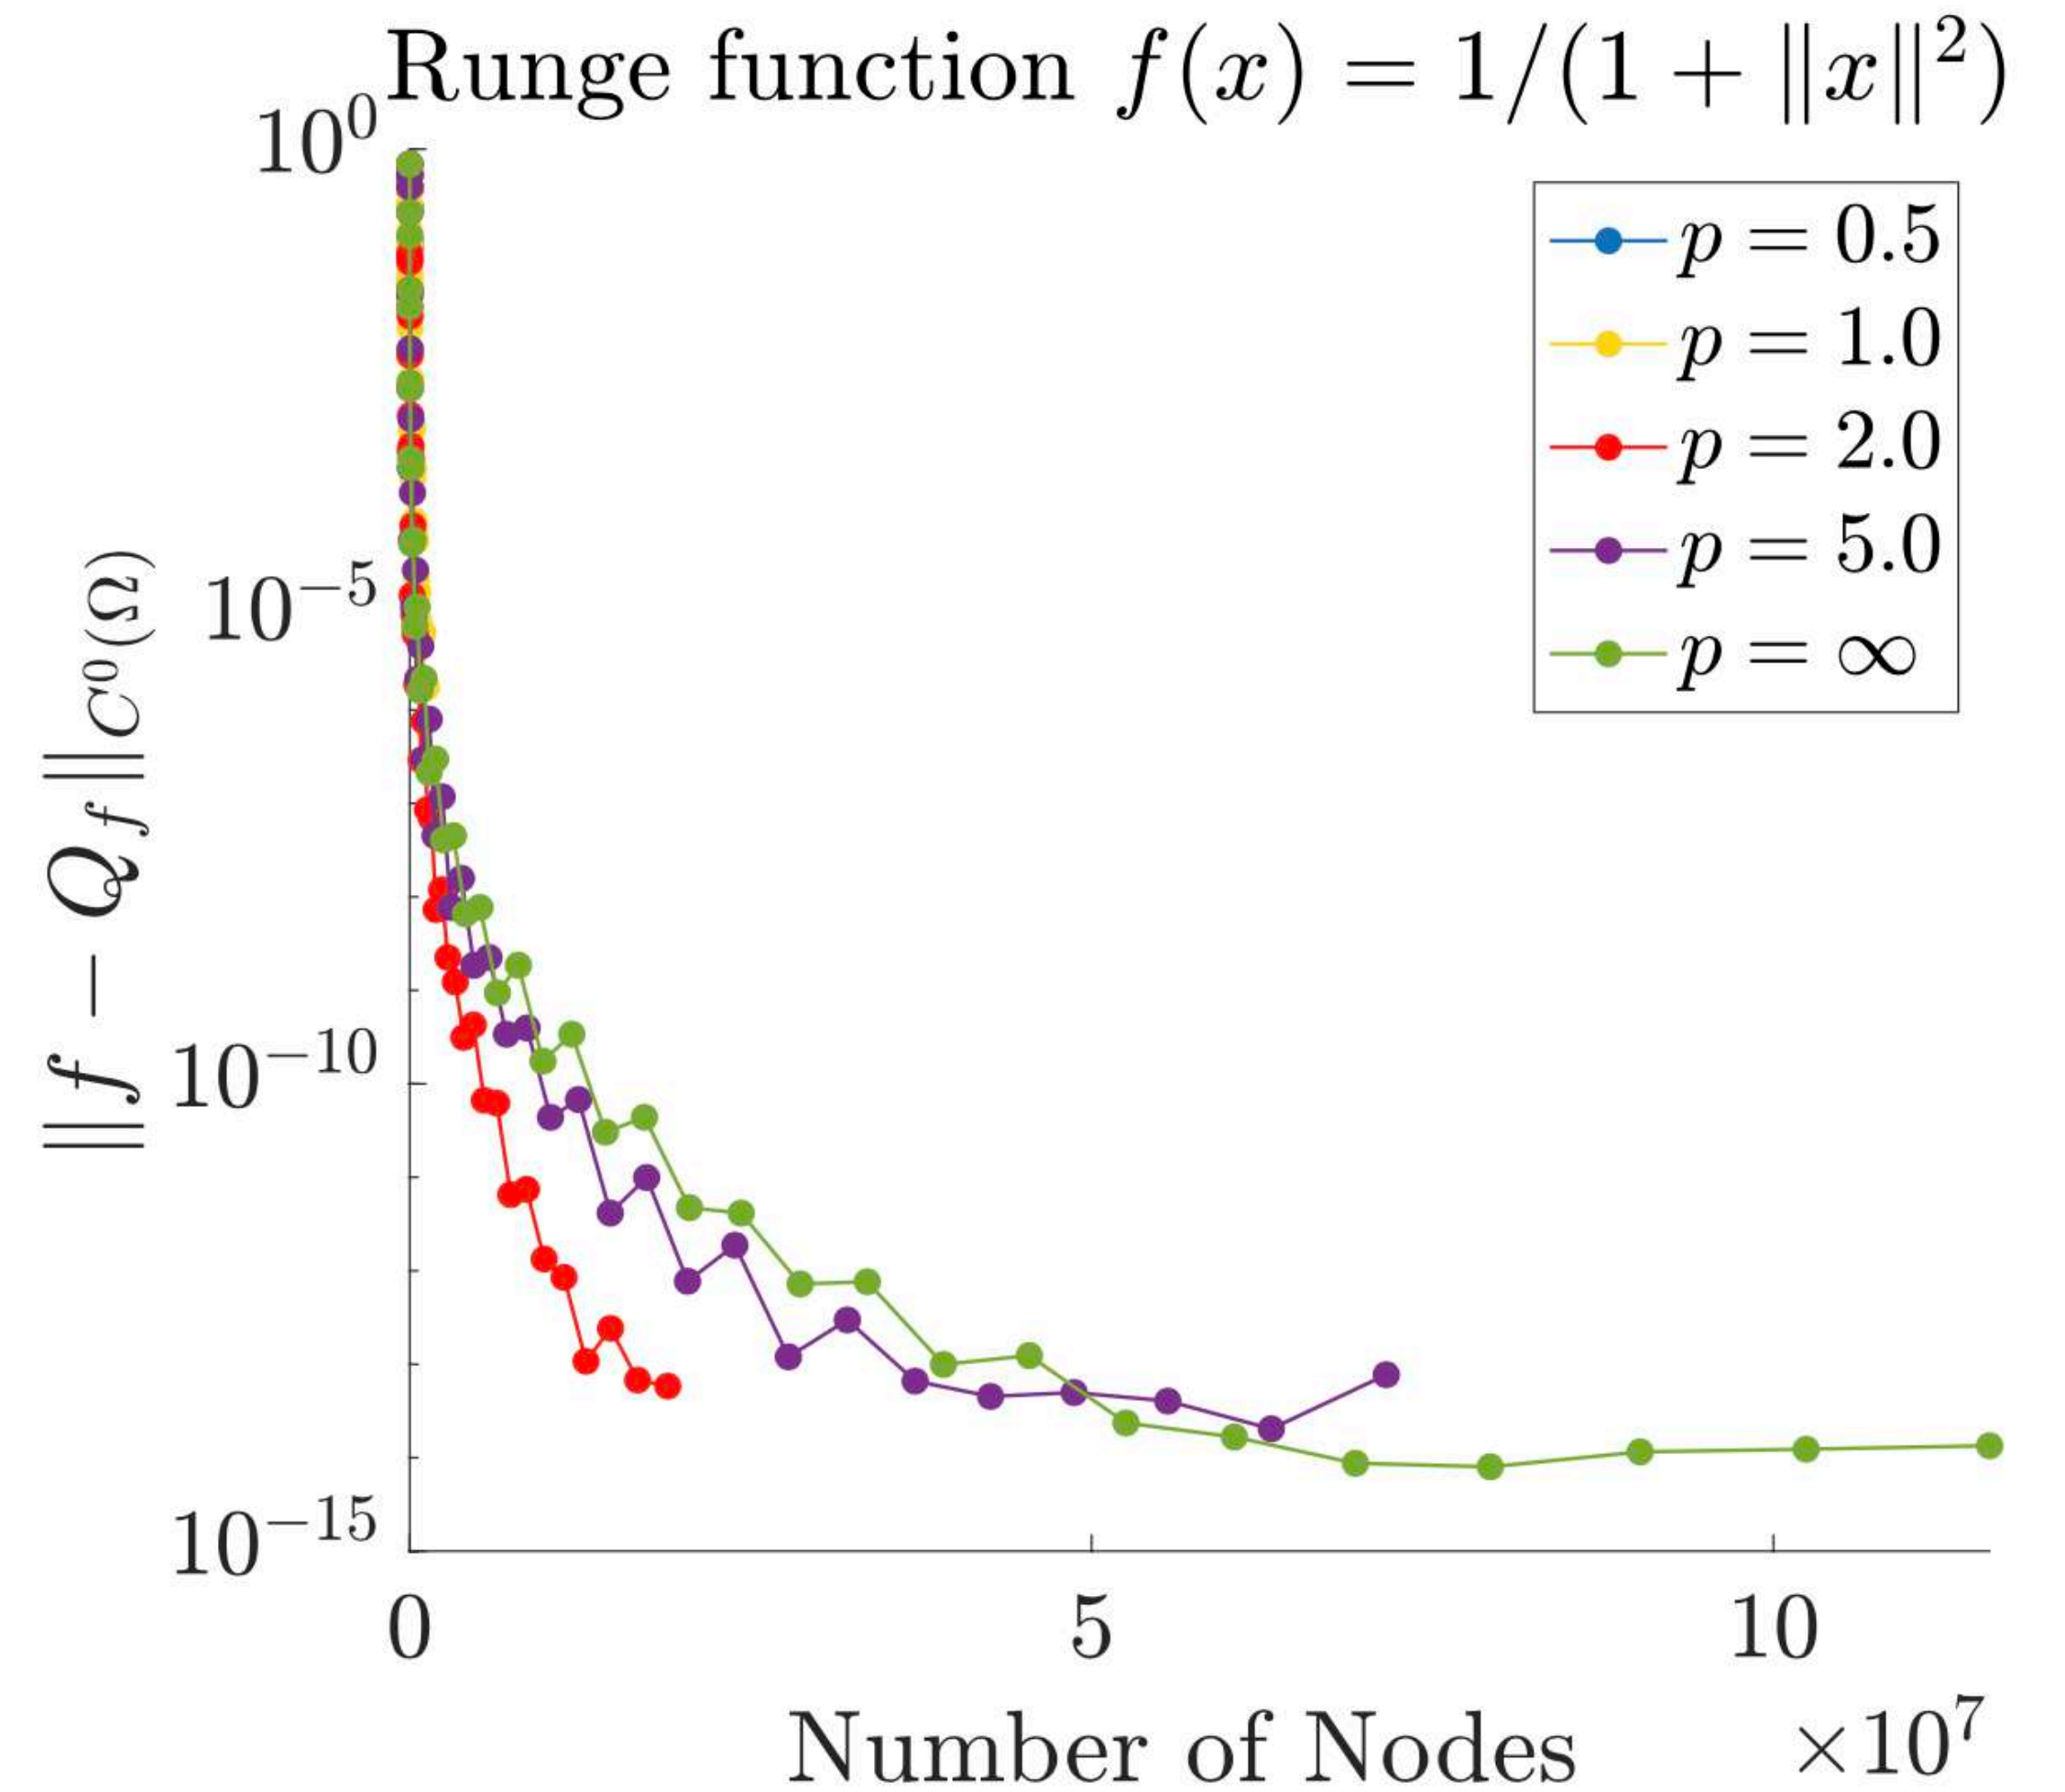 Runge function f(x) = 1/(1 + ‖x‖²)
10⁰
10⁻⁵
10⁻¹⁰
10⁻¹⁵
‖f − Q_f‖_{C⁰(Ω)}
p = 0.5
p = 1.0
p = 2.0
p = 5.0
p = ∞
0 5 10
Number of Nodes ×10⁷